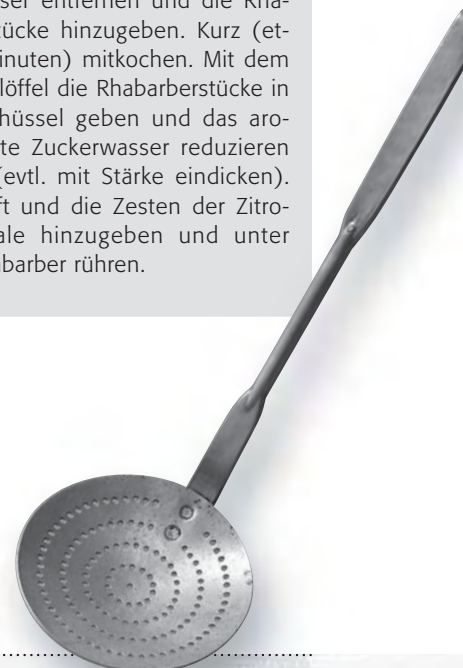 ser entfernen und die Rha-
tücke hinzugeben. Kurz (et-
inuten) mitkochen. Mit dem
löffel die Rhabarberstücke in
hüssel geben und das aro-
te Zuckerwasser reduzieren
(evtl. mit Stärke eindicken).
ft und die Zesten der Zitro-
ale hinzugeben und unter
abarber rühren.